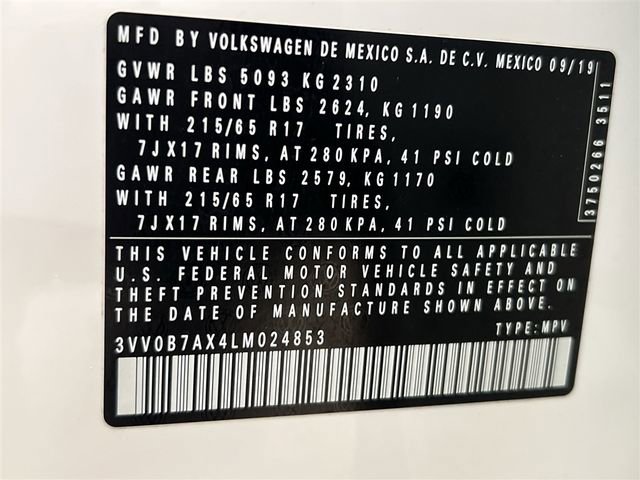 MFD BY VOLKSWAGEN DE MEXICO S.A. DE C.V. MEXICO 09/19
GVWR LBS 5093 KG 2310
GAWR FRONT LBS 2624, KG 1190
WITH 215/65 R17 TIRES,
7JX17 RIMS, AT 280 KPA, 41 PSI COLD
GAWR REAR LBS 2579, KG 1170
WITH 215/65 R17 TIRES,
7JX17 RIMS, AT 280 KPA, 41 PSI COLD
3750266 3511
THIS VEHICLE CONFORMS TO ALL APPLICABLE
U.S. FEDERAL MOTOR VEHICLE SAFETY AND
THEFT PREVENTION STANDARDS IN EFFECT ON
THE DATE OF MANUFACTURE SHOWN ABOVE.
3VV0B7AX4LM024853 TYPE: MPV